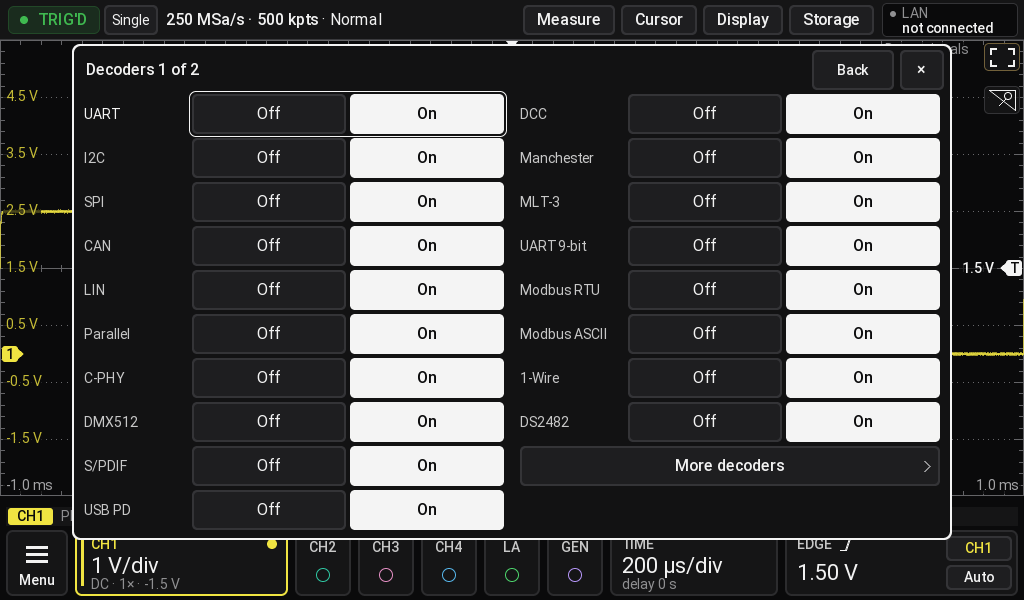 TRIG'D
Single
250 MSa/s · 500 kpts · Normal
Measure
Cursor
Display
Storage
LAN
not connected
Decoders 1 of 2
Back
×
UART Off On
DCC Off On
I2C Off On
Manchester Off On
SPI Off On
MLT-3 Off On
CAN Off On
UART 9-bit Off On
LIN Off On
Modbus RTU Off On
Parallel Off On
Modbus ASCII Off On
C-PHY Off On
1-Wire Off On
DMX512 Off On
DS2482 Off On
S/PDIF Off On
More decoders
USB PD Off On
4.5 V
3.5 V
2.5 V
1.5 V
0.5 V
1
-0.5 V
-1.5 V
-1.0 ms
1.5 V T
1.0 ms
CH1
Menu
CH1
1 V/div
DC · 1× · -1.5 V
CH2
CH3
CH4
LA
GEN
TIME
200 µs/div
delay 0 s
EDGE
1.50 V
CH1
Auto